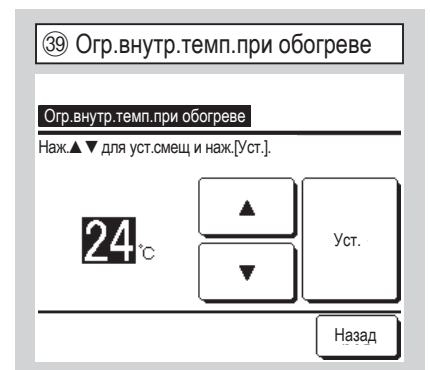 39 Огр.внутр.темп.при обогреве
Огр.внутр.темп.при обогреве
Наж.▲▼ для уст.смещ и наж.[Уст.].
▲
24°C
Уст.
▼
Назад